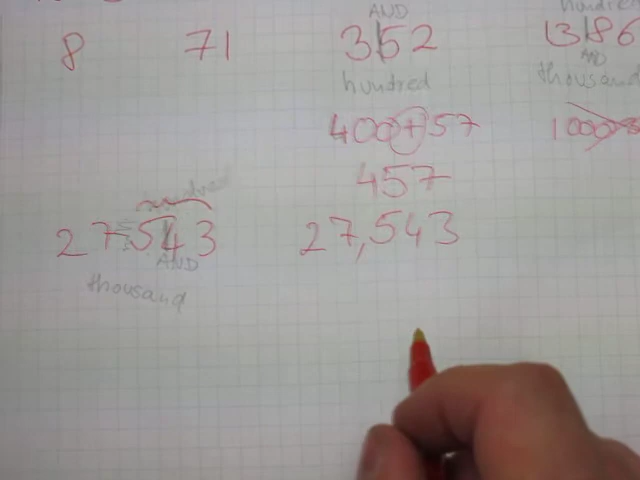 AND hundred
8 71 352 1386
AND
hundred thousand
400+57 1000
457
hundred
27 543 27,543
AND
thousand